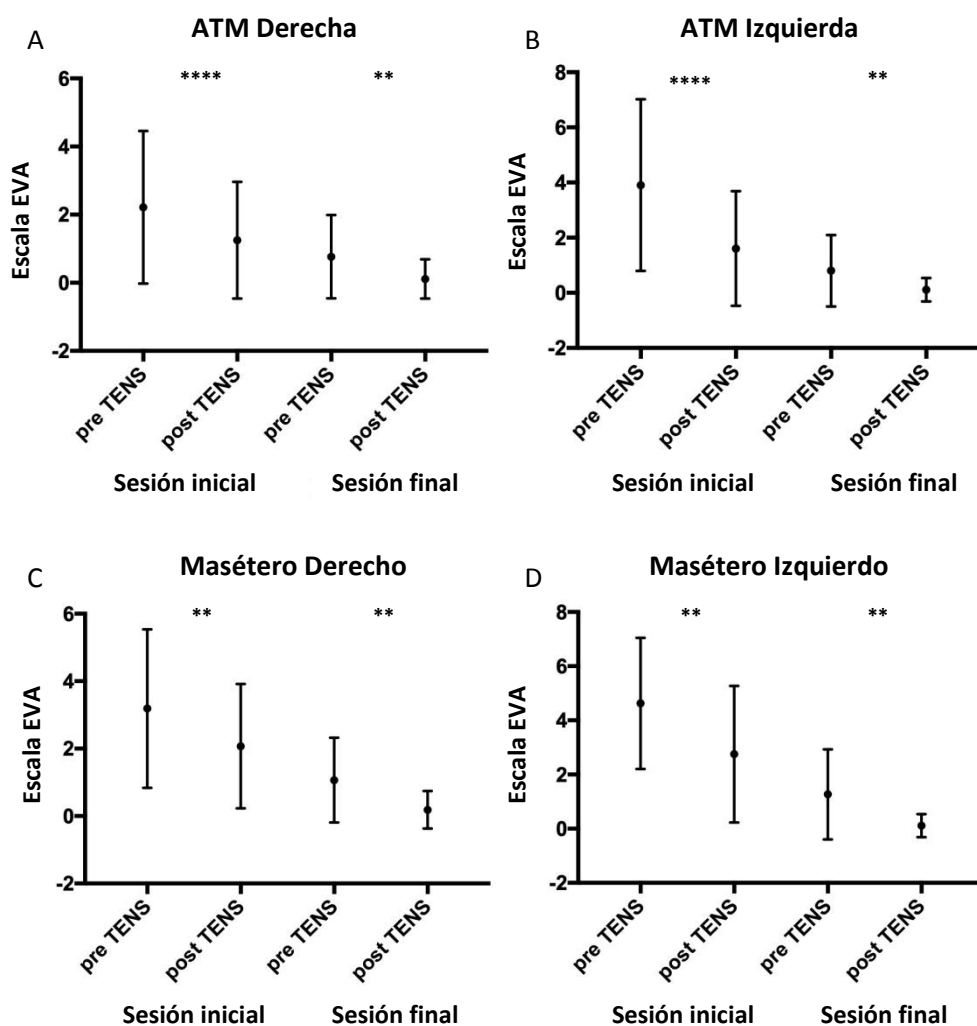 A
ATM Derecha
****
**
Escala EVA
6
4
2
0
-2
pre TENS
post TENS
pre TENS
post TENS
Sesión inicial
Sesión final
B
ATM Izquierda
****
**
Escala EVA
8
6
4
2
0
-2
pre TENS
post TENS
pre TENS
post TENS
Sesión inicial
Sesión final
C
Masétero Derecho
**
**
Escala EVA
6
4
2
0
-2
pre TENS
post TENS
pre TENS
post TENS
Sesión inicial
Sesión final
D
Masétero Izquierdo
**
**
Escala EVA
8
6
4
2
0
-2
pre TENS
post TENS
pre TENS
post TENS
Sesión inicial
Sesión final